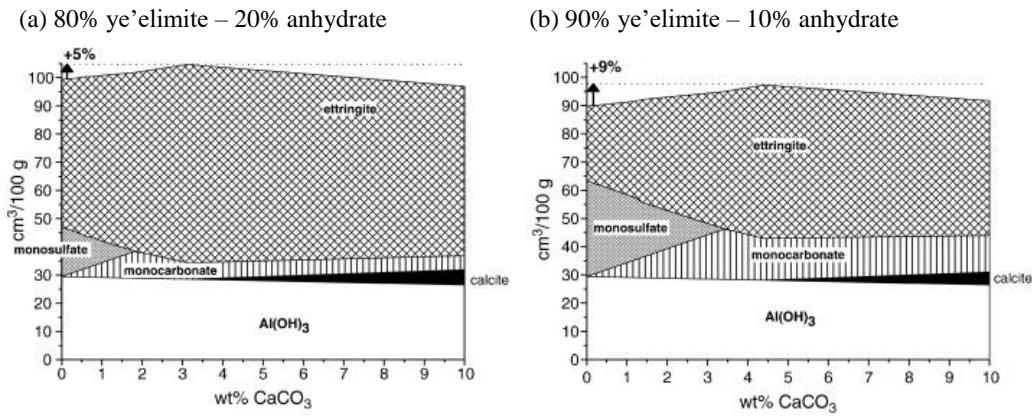 (a) 80% ye’elimite – 20% anhydrate
(b) 90% ye’elimite – 10% anhydrate
+5%
100
90
80
70
60
50
40
30
20
10
0
cm³/100 g
ettringite
monosulfate
monocarbonate
calcite
Al(OH)₃
0 1 2 3 4 5 6 7 8 9 10
wt% CaCO₃
+9%
100
90
80
70
60
50
40
30
20
10
0
cm³/100 g
ettringite
monosulfate
monocarbonate
calcite
Al(OH)₃
0 1 2 3 4 5 6 7 8 9 10
wt% CaCO₃